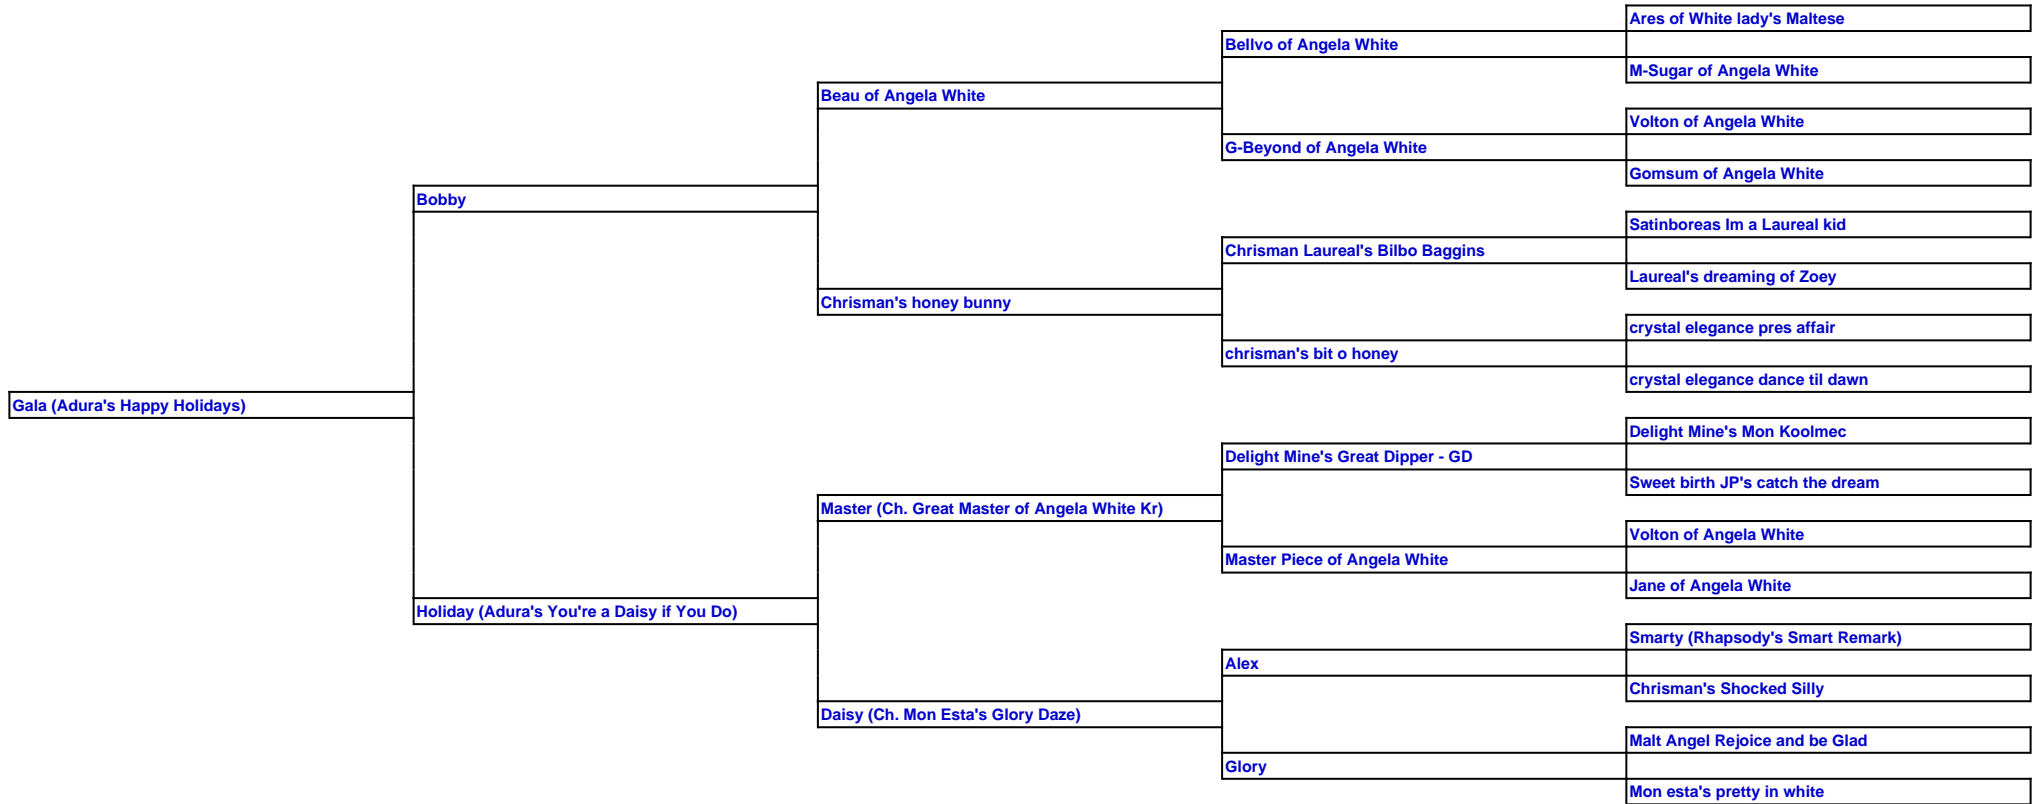 Ares of White lady's Maltese
Bellvo of Angela White
M-Sugar of Angela White
Beau of Angela White
Volton of Angela White
G-Beyond of Angela White
Gomsum of Angela White
Bobby
Satinboreas Im a Laureal kid
Chrisman Laureal's Bilbo Baggins
Laureal's dreaming of Zoey
Chrisman's honey bunny
crystal elegance pres affair
chrisman's bit o honey
crystal elegance dance til dawn
Gala (Adura's Happy Holidays)
Delight Mine's Mon Koolmec
Delight Mine's Great Dipper - GD
Sweet birth JP's catch the dream
Master (Ch. Great Master of Angela White Kr)
Volton of Angela White
Master Piece of Angela White
Jane of Angela White
Holiday (Adura's You're a Daisy if You Do)
Smarty (Rhapsody's Smart Remark)
Alex
Chrisman's Shocked Silly
Daisy (Ch. Mon Esta's Glory Daze)
Malt Angel Rejoice and be Glad
Glory
Mon esta's pretty in white